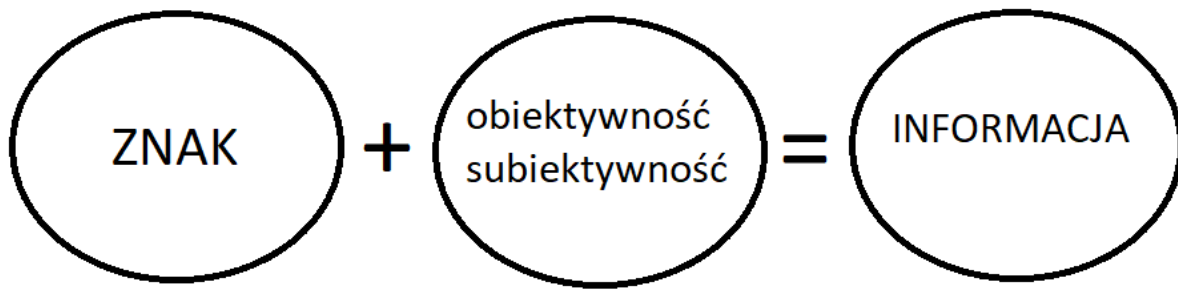 ZNAK
+
obiektywność
subiektywność
=
INFORMACJA